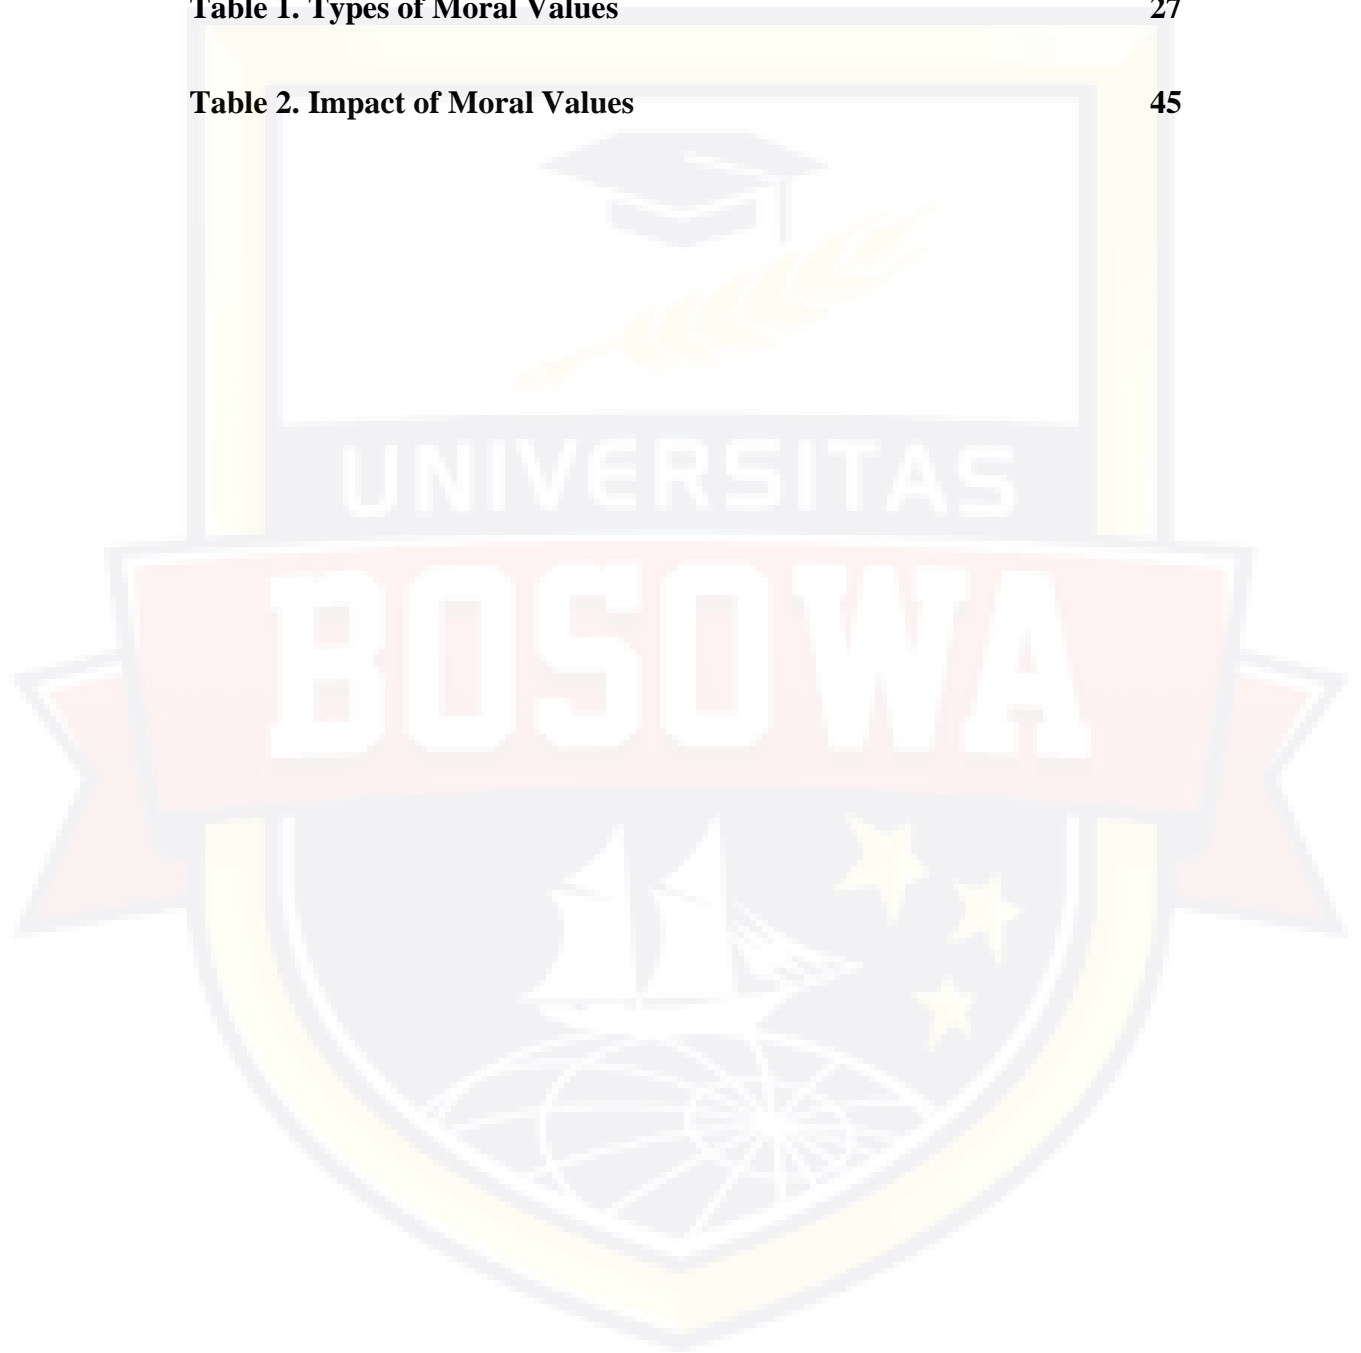 Table 1. Types of Moral Values 27
Table 2. Impact of Moral Values 45
UNIVERSITAS
BOSOWA